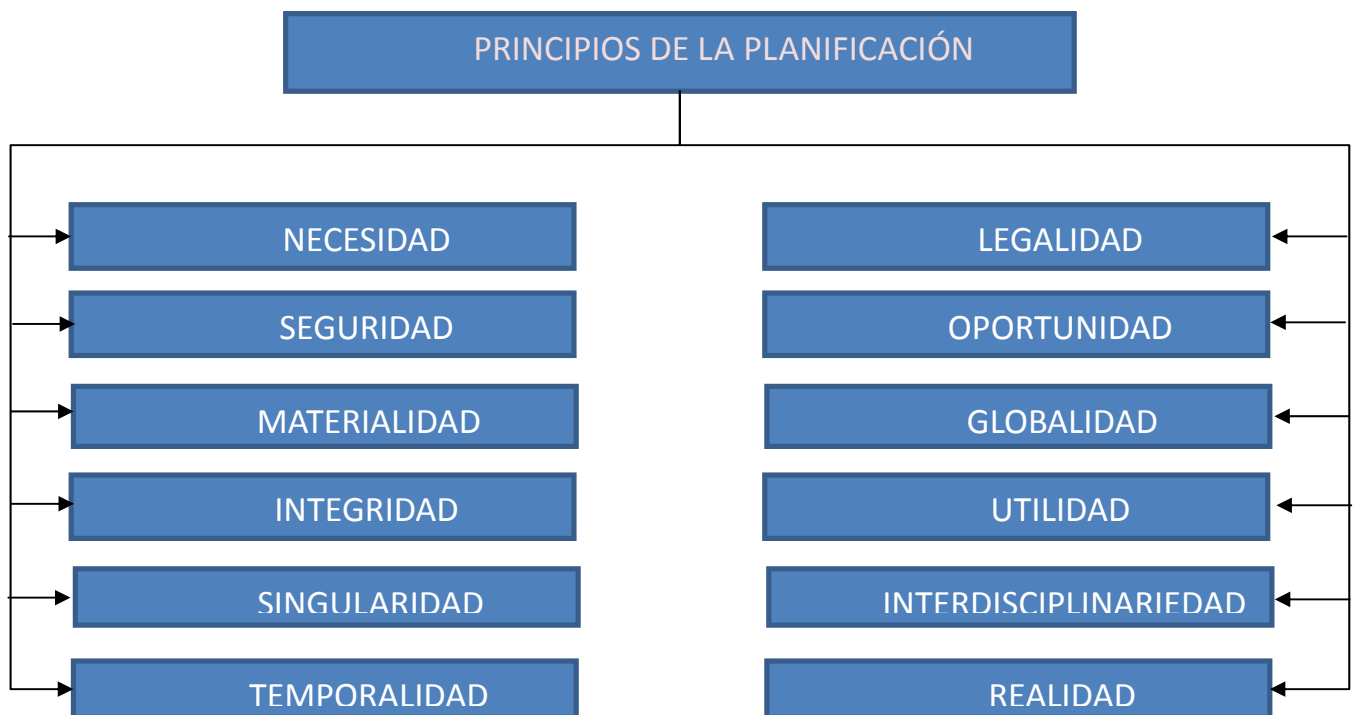 PRINCIPIOS DE LA PLANIFICACIÓN
NECESIDAD
LEGALIDAD
SEGURIDAD
OPORTUNIDAD
MATERIALIDAD
GLOBALIDAD
INTEGRIDAD
UTILIDAD
SINGULARIDAD
INTERDISCIPLINARIEDAD
TEMPORALIDAD
REALIDAD